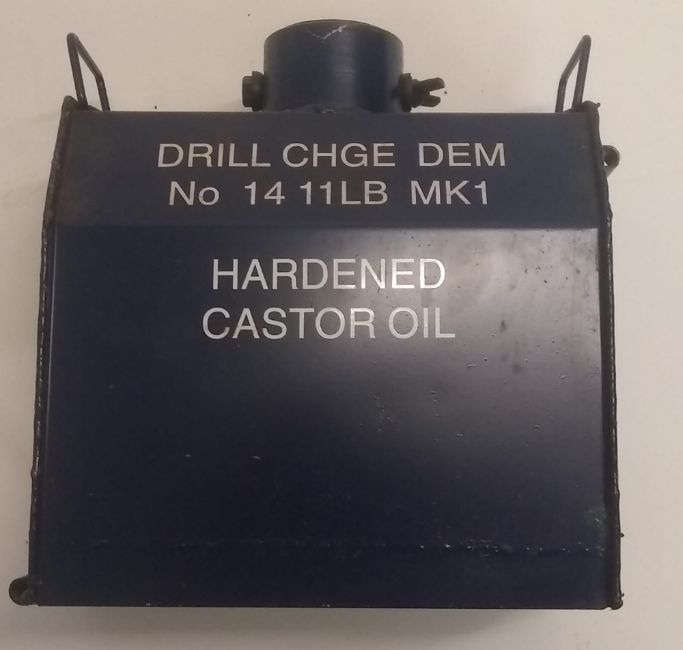 DRILL CHGE DEM
No 14 11LB MK1
HARDENED
CASTOR OIL